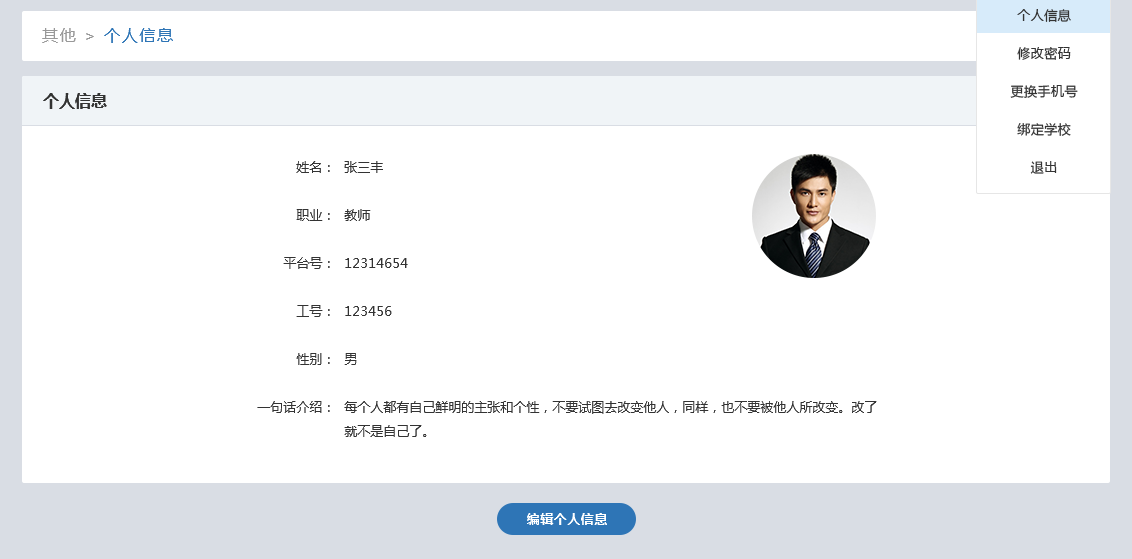 其他 > 个人信息
个人信息
修改密码
更换手机号
绑定学校
退出
个人信息
姓名： 张三丰
职业： 教师
平台号： 12314654
工号： 123456
性别： 男
一句话介绍： 每个人都有自己鲜明的主张和个性，不要试图去改变他人，同样，也不要被他人所改变。改了
就不是自己了。
编辑个人信息